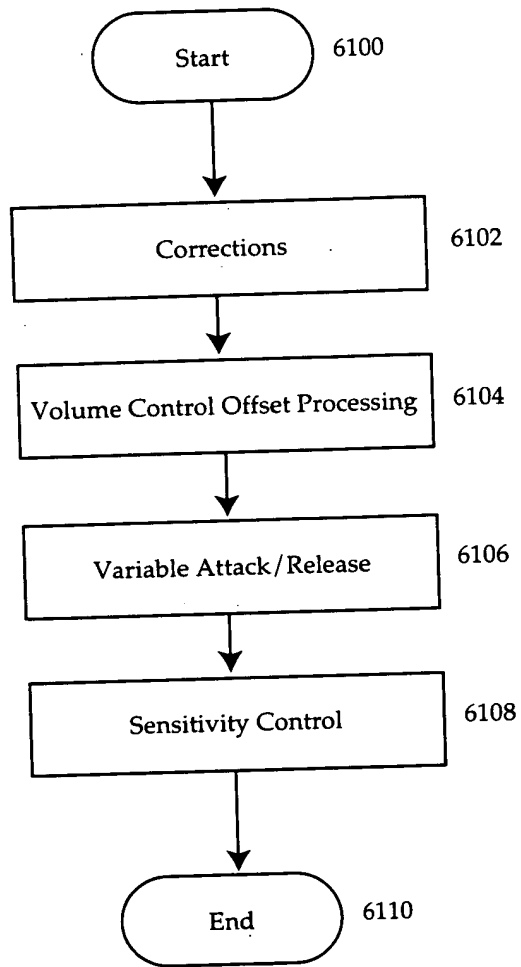 Start
6100
Corrections
6102
Volume Control Offset Processing
6104
Variable Attack/Release
6106
Sensitivity Control
6108
End
6110